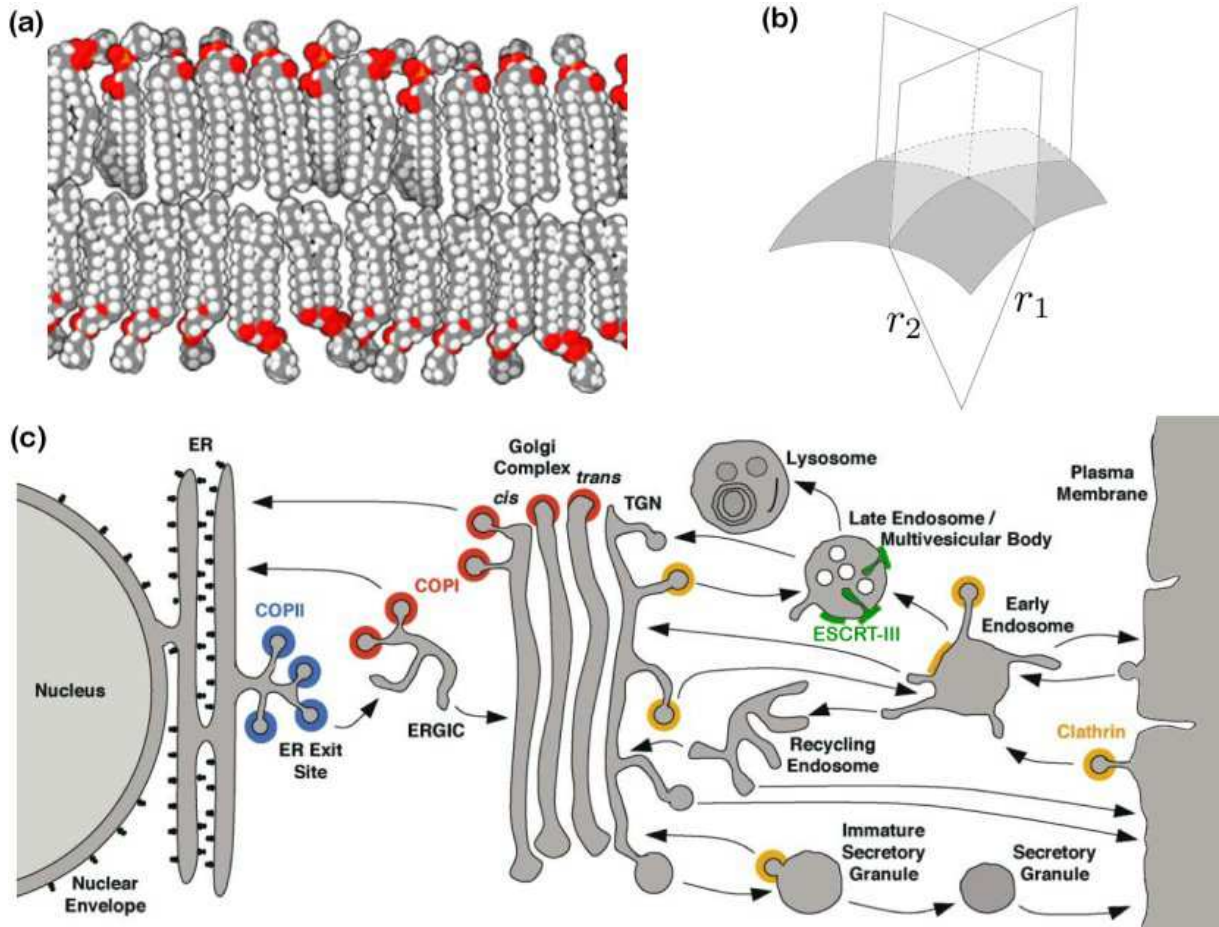 (a)
(b)
r₂
r₁
(c)
ER
Golgi
Complex
cis
trans
TGN
Lysosome
Plasma
Membrane
Late Endosome /
Multivesicular Body
COPI
COPII
ESCRT-III
Early
Endosome
Nucleus
ERGIC
ER Exit
Site
Recycling
Endosome
Clathrin
Nuclear
Envelope
Immature
Secretory
Granule
Secretory
Granule